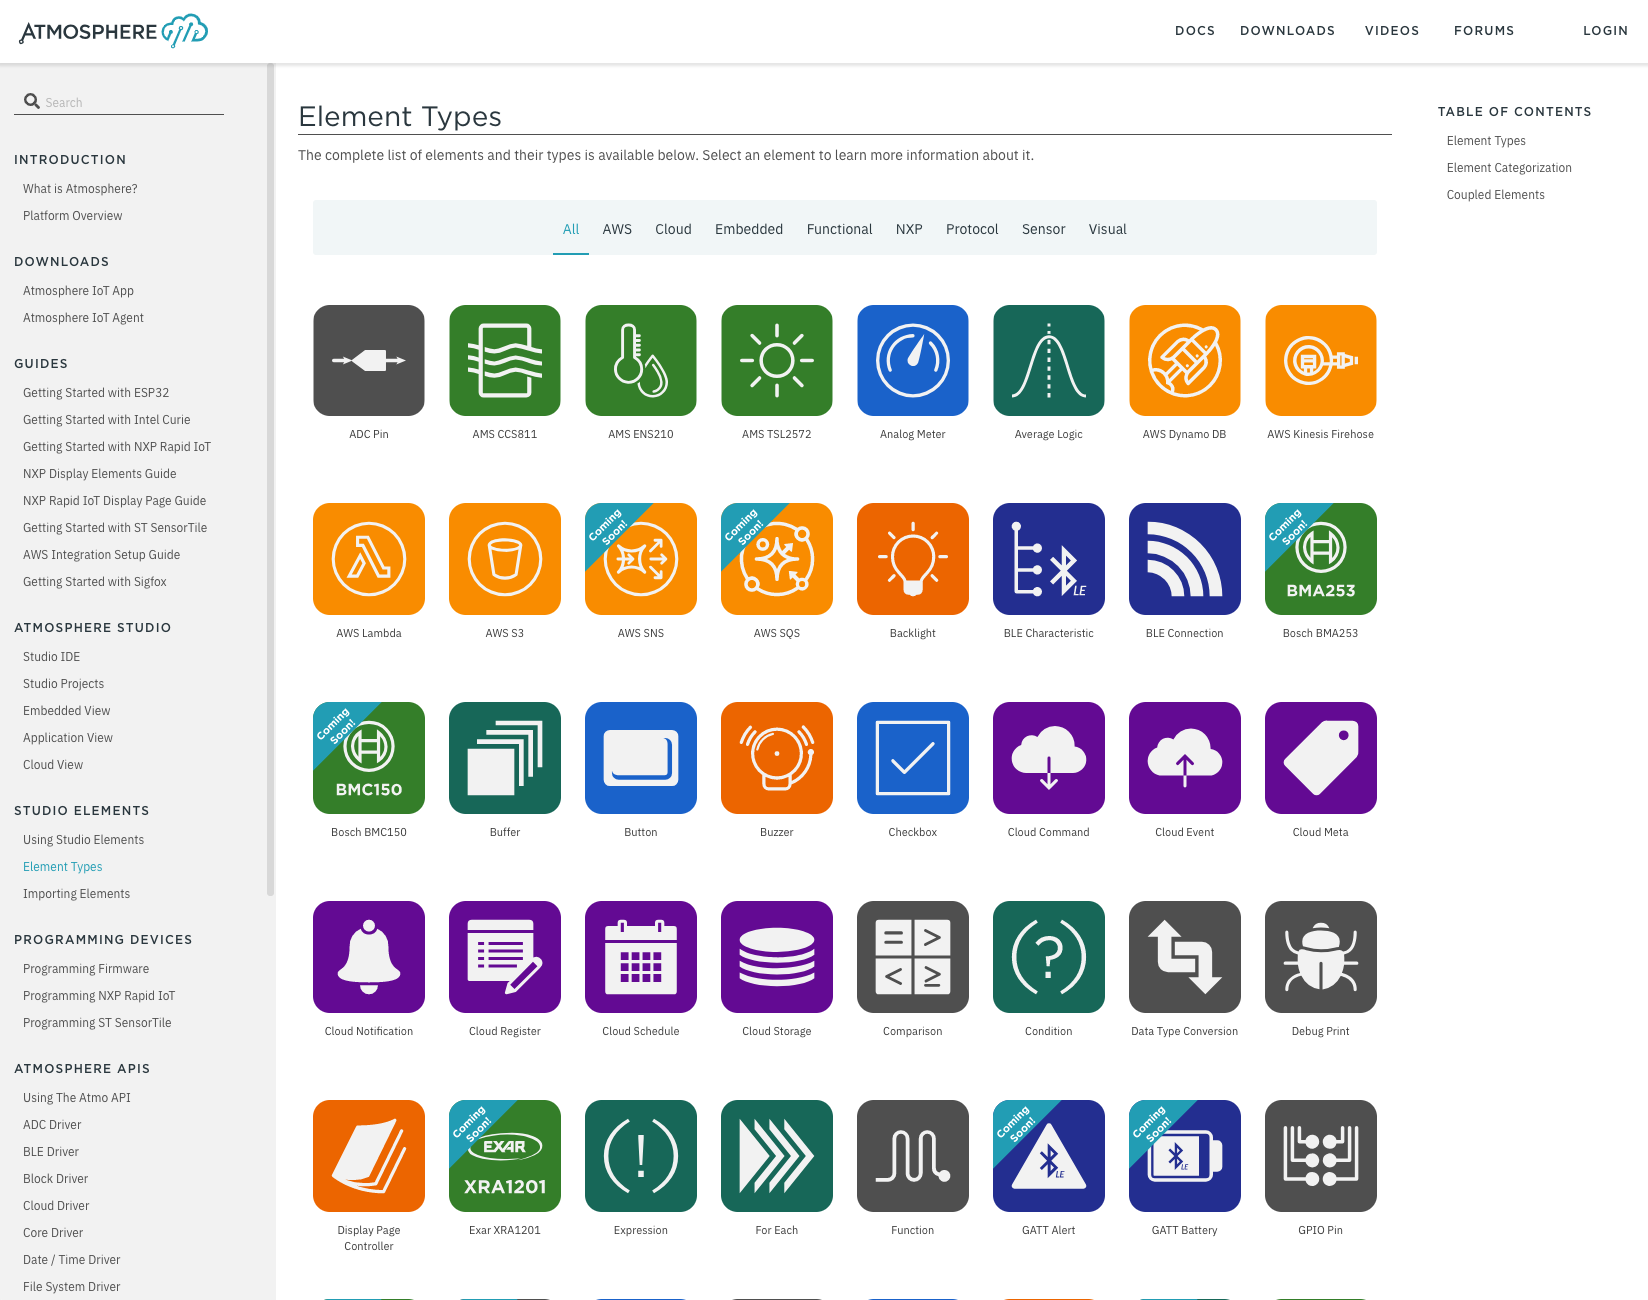 ATMOSPHERE
DOCS DOWNLOADS VIDEOS FORUMS LOGIN
Search
INTRODUCTION
What is Atmosphere?
Platform Overview
DOWNLOADS
Atmosphere IoT App
Atmosphere IoT Agent
GUIDES
Getting Started with ESP32
Getting Started with Intel Curie
Getting Started with NXP Rapid IoT
NXP Display Elements Guide
NXP Rapid IoT Display Page Guide
Getting Started with ST SensorTile
AWS Integration Setup Guide
Getting Started with Sigfox
ATMOSPHERE STUDIO
Studio IDE
Studio Projects
Embedded View
Application View
Cloud View
STUDIO ELEMENTS
Using Studio Elements
Element Types
Importing Elements
PROGRAMMING DEVICES
Programming Firmware
Programming NXP Rapid IoT
Programming ST SensorTile
ATMOSPHERE APIS
Using The Atmo API
ADC Driver
BLE Driver
Block Driver
Cloud Driver
Core Driver
Date / Time Driver
File System Driver
Element Types
The complete list of elements and their types is available below. Select an element to learn more information about it.
All AWS Cloud Embedded Functional NXP Protocol Sensor Visual
ADC Pin AMS CCS811 AMS ENS210 AMS TSL2572 Analog Meter Average Logic AWS Dynamo DB AWS Kinesis Firehose
Coming
Soon!
Coming
Soon!
LE
Coming
Soon!
BMA253
AWS Lambda AWS S3 AWS SNS AWS SQS Backlight BLE Characteristic BLE Connection Bosch BMA253
Coming
Soon!
BMC150
Bosch BMC150 Buffer Button Buzzer Checkbox Cloud Command Cloud Event Cloud Meta
= >
< ≥
?
Cloud Notification Cloud Register Cloud Schedule Cloud Storage Comparison Condition Data Type Conversion Debug Print
Coming
Soon!
EXAR
XRA1201
!
Coming
Soon!
LE
Coming
Soon!
LE
Display Page
Controller
Exar XRA1201 Expression For Each Function GATT Alert GATT Battery GPIO Pin
TABLE OF CONTENTS
Element Types
Element Categorization
Coupled Elements